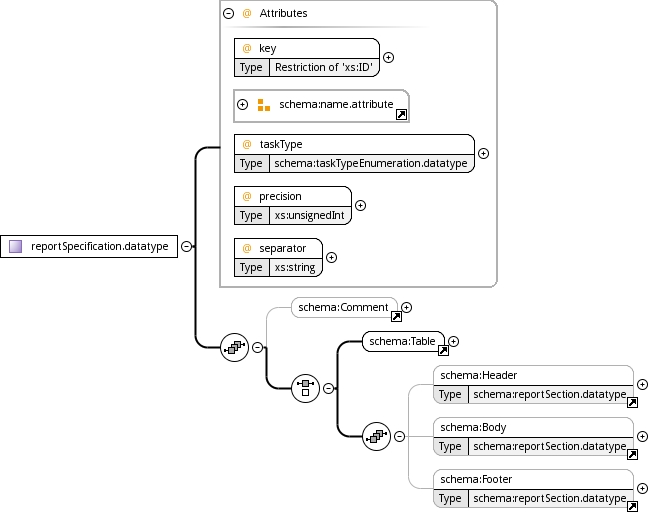 @ Attributes
@ key
Type Restriction of 'xs:ID'
schema:name.attribute
@ taskType
Type schema:taskTypeEnumeration.datatype
@ precision
Type xs:unsignedInt
reportSpecification.datatype
@ separator
Type xs:string
schema:Comment
schema:Table
schema:Header
Type schema:reportSection.datatype
schema:Body
Type schema:reportSection.datatype
schema:Footer
Type schema:reportSection.datatype